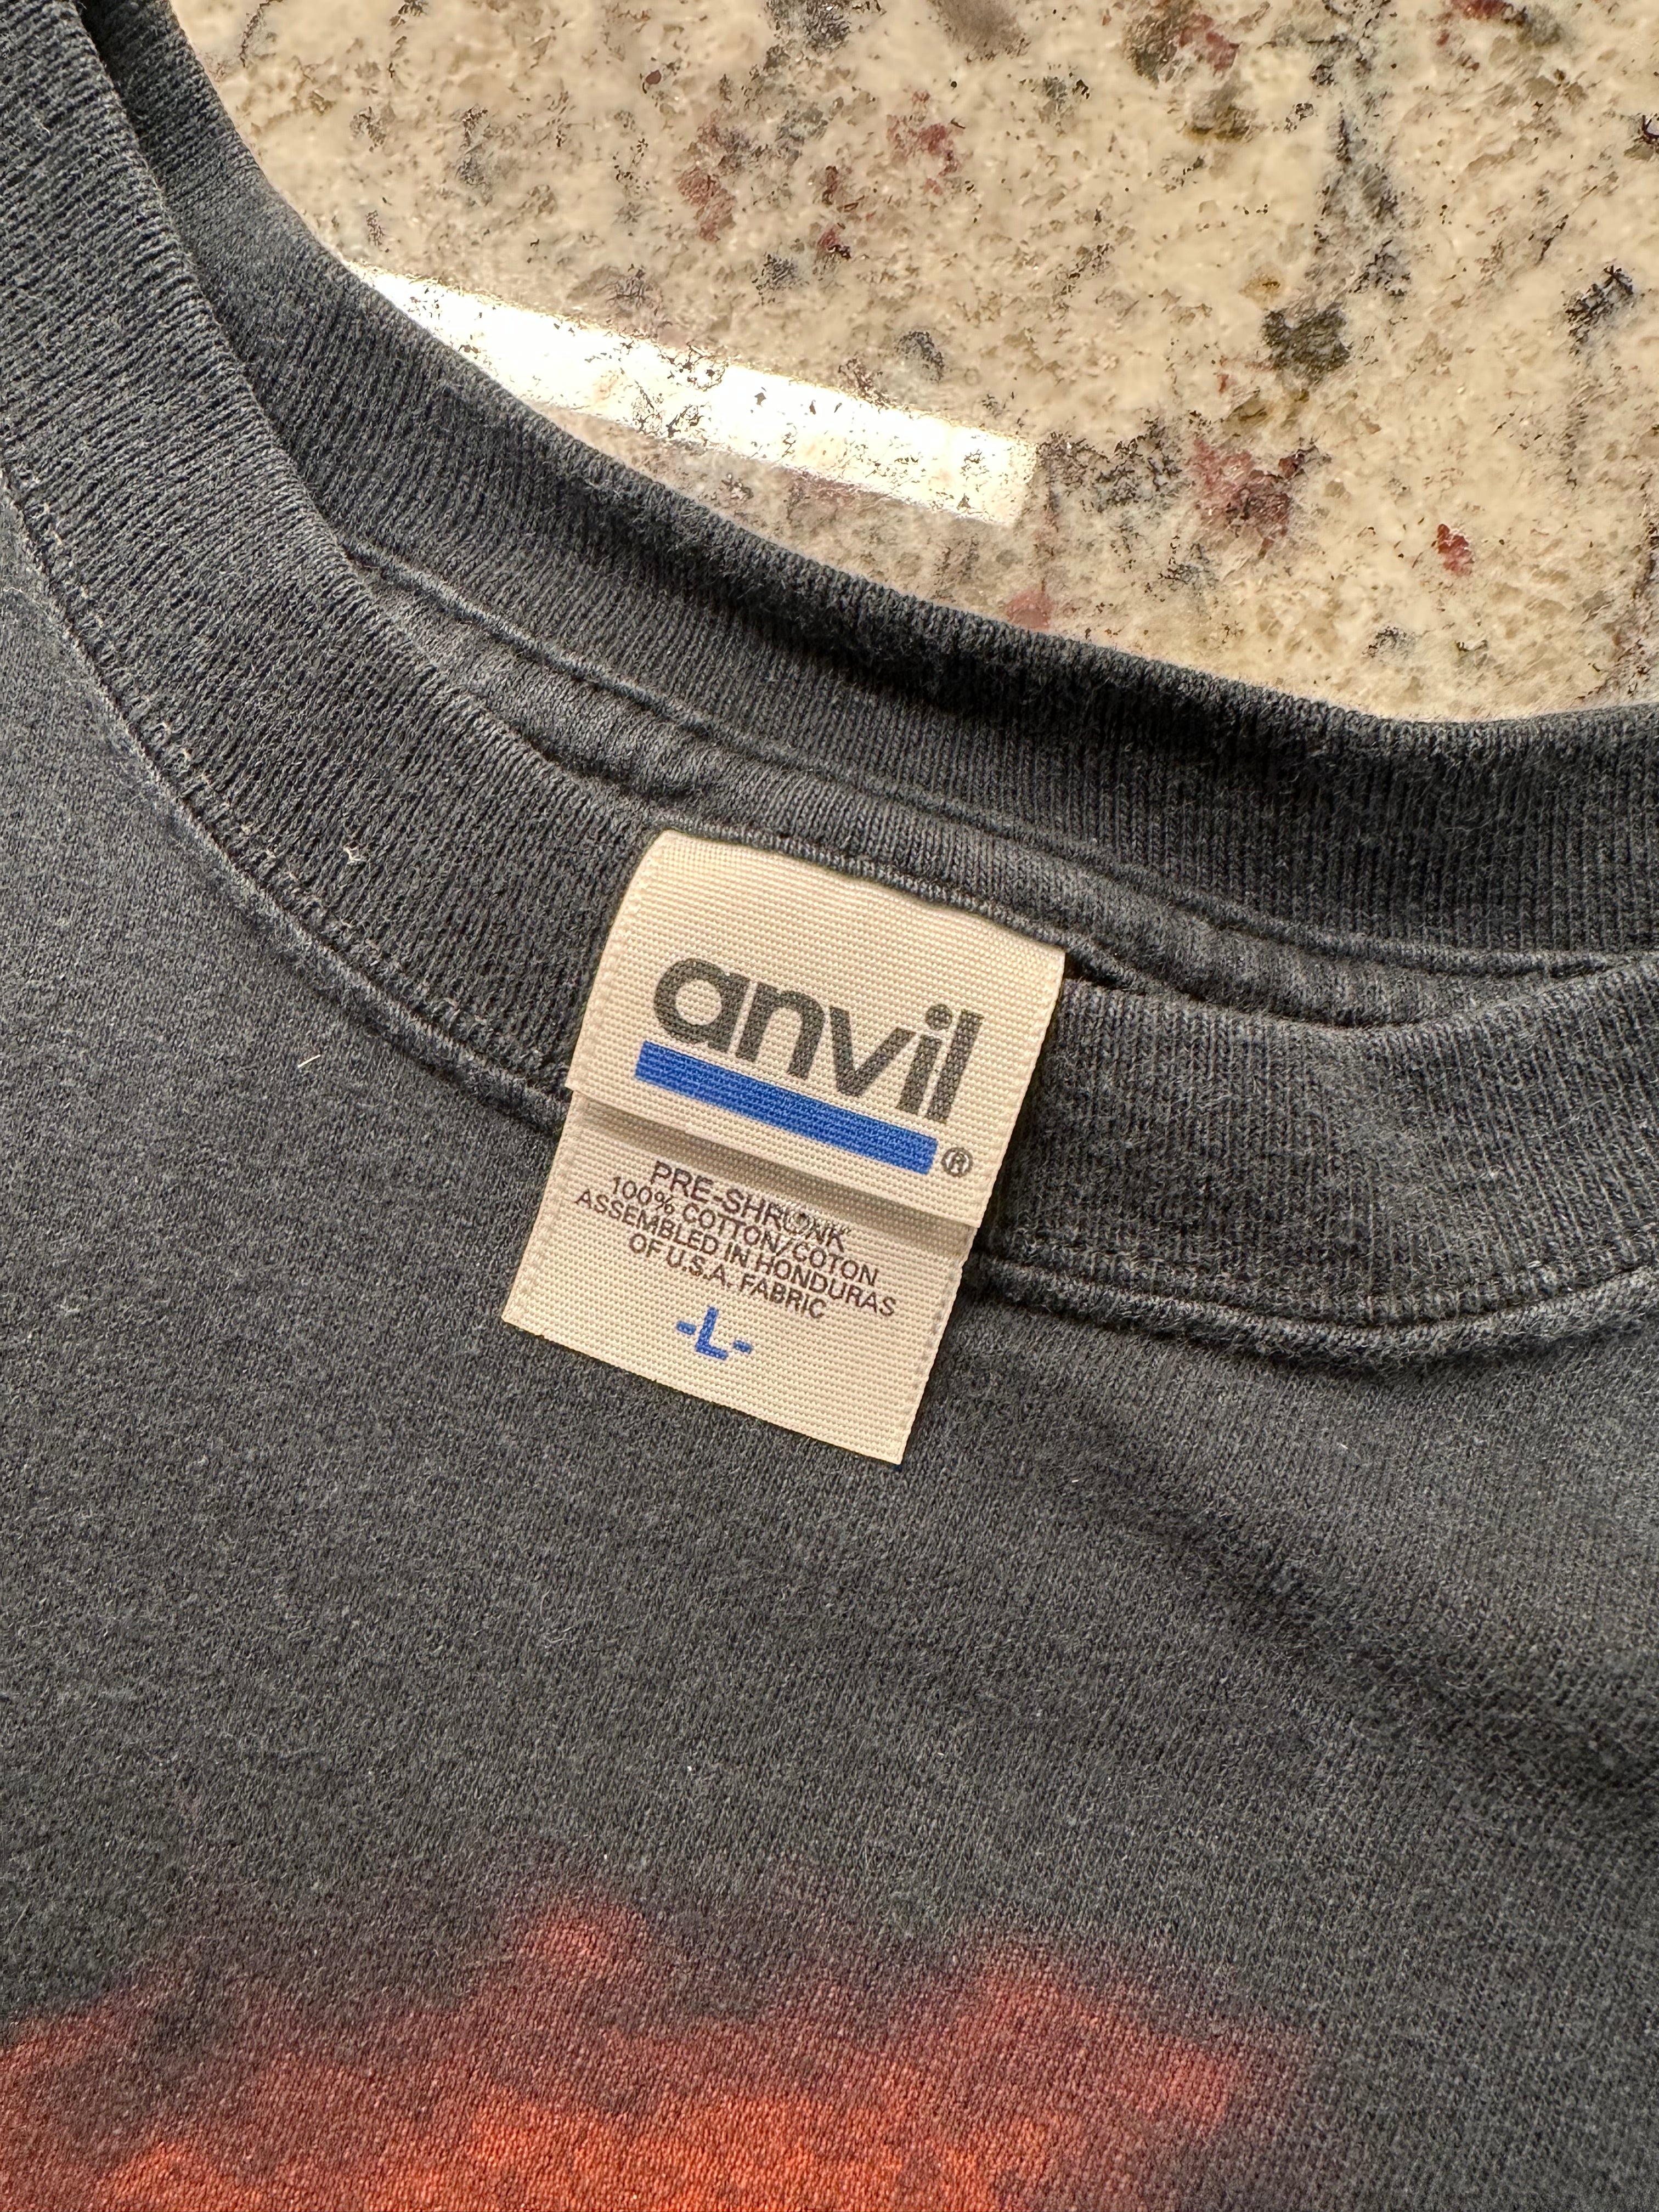 anvil®
PRE-SHRUNK
100% COTTON/COTON
ASSEMBLED IN HONDURAS
OF U.S.A. FABRIC
-L-